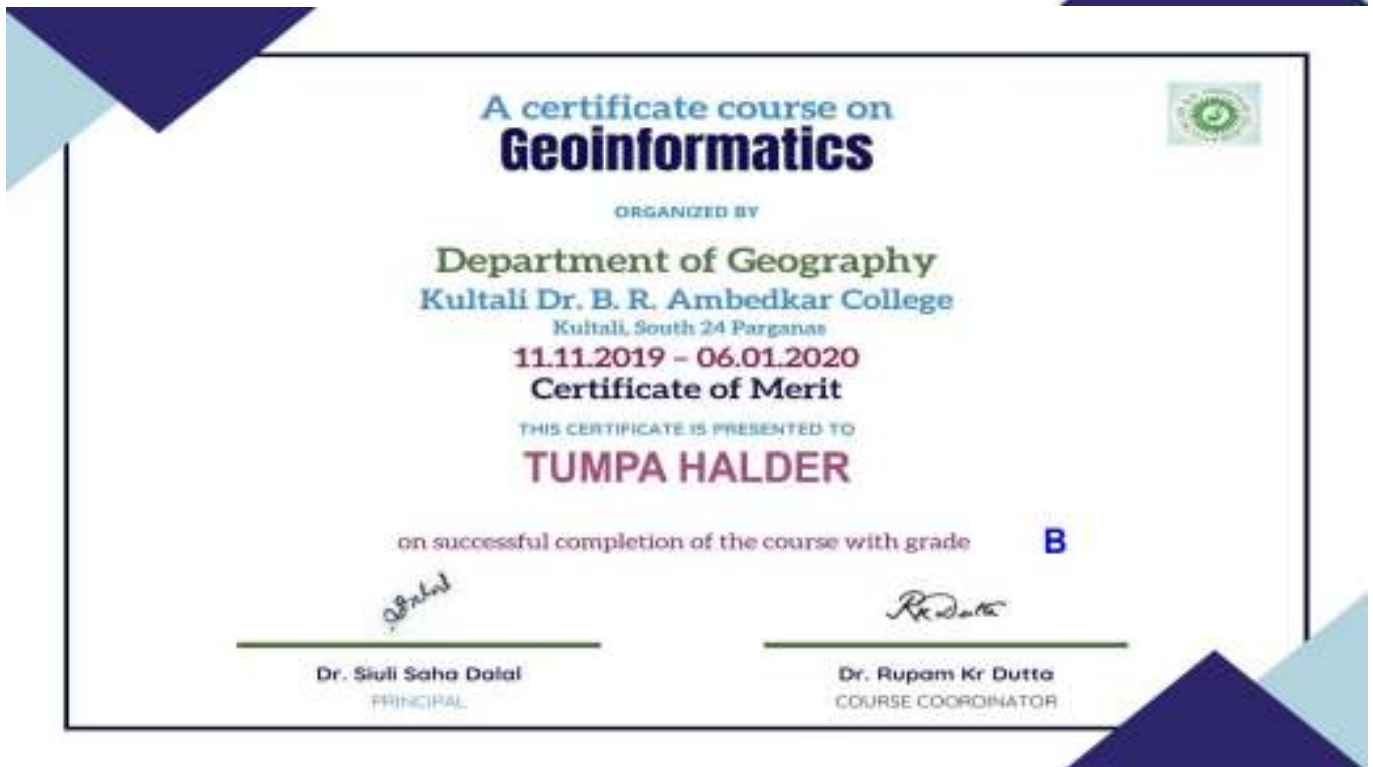 A certificate course on
Geoinformatics
ORGANIZED BY
Department of Geography
Kultali Dr. B. R. Ambedkar College
Kultali, South 24 Parganas
11.11.2019 – 06.01.2020
Certificate of Merit
THIS CERTIFICATE IS PRESENTED TO
TUMPA HALDER
on successful completion of the course with grade B
RKDutta
Dr. Siuli Saha Dalal
Dr. Rupam Kr Dutta
PRINCIPAL
COURSE COORDINATOR